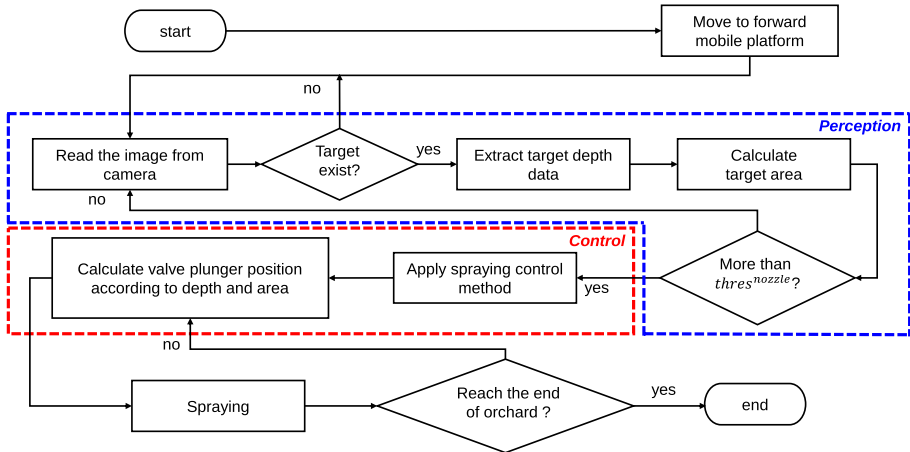 start
Move to forward
mobile platform
no
Perception
Read the image from
camera
Target
exist?
yes
Extract target depth
data
Calculate
target area
no
Control
Calculate valve plunger position
according to depth and area
Apply spraying control
method
yes
More than
thres^nozzle?
no
Spraying
Reach the end
of orchard ?
yes
end